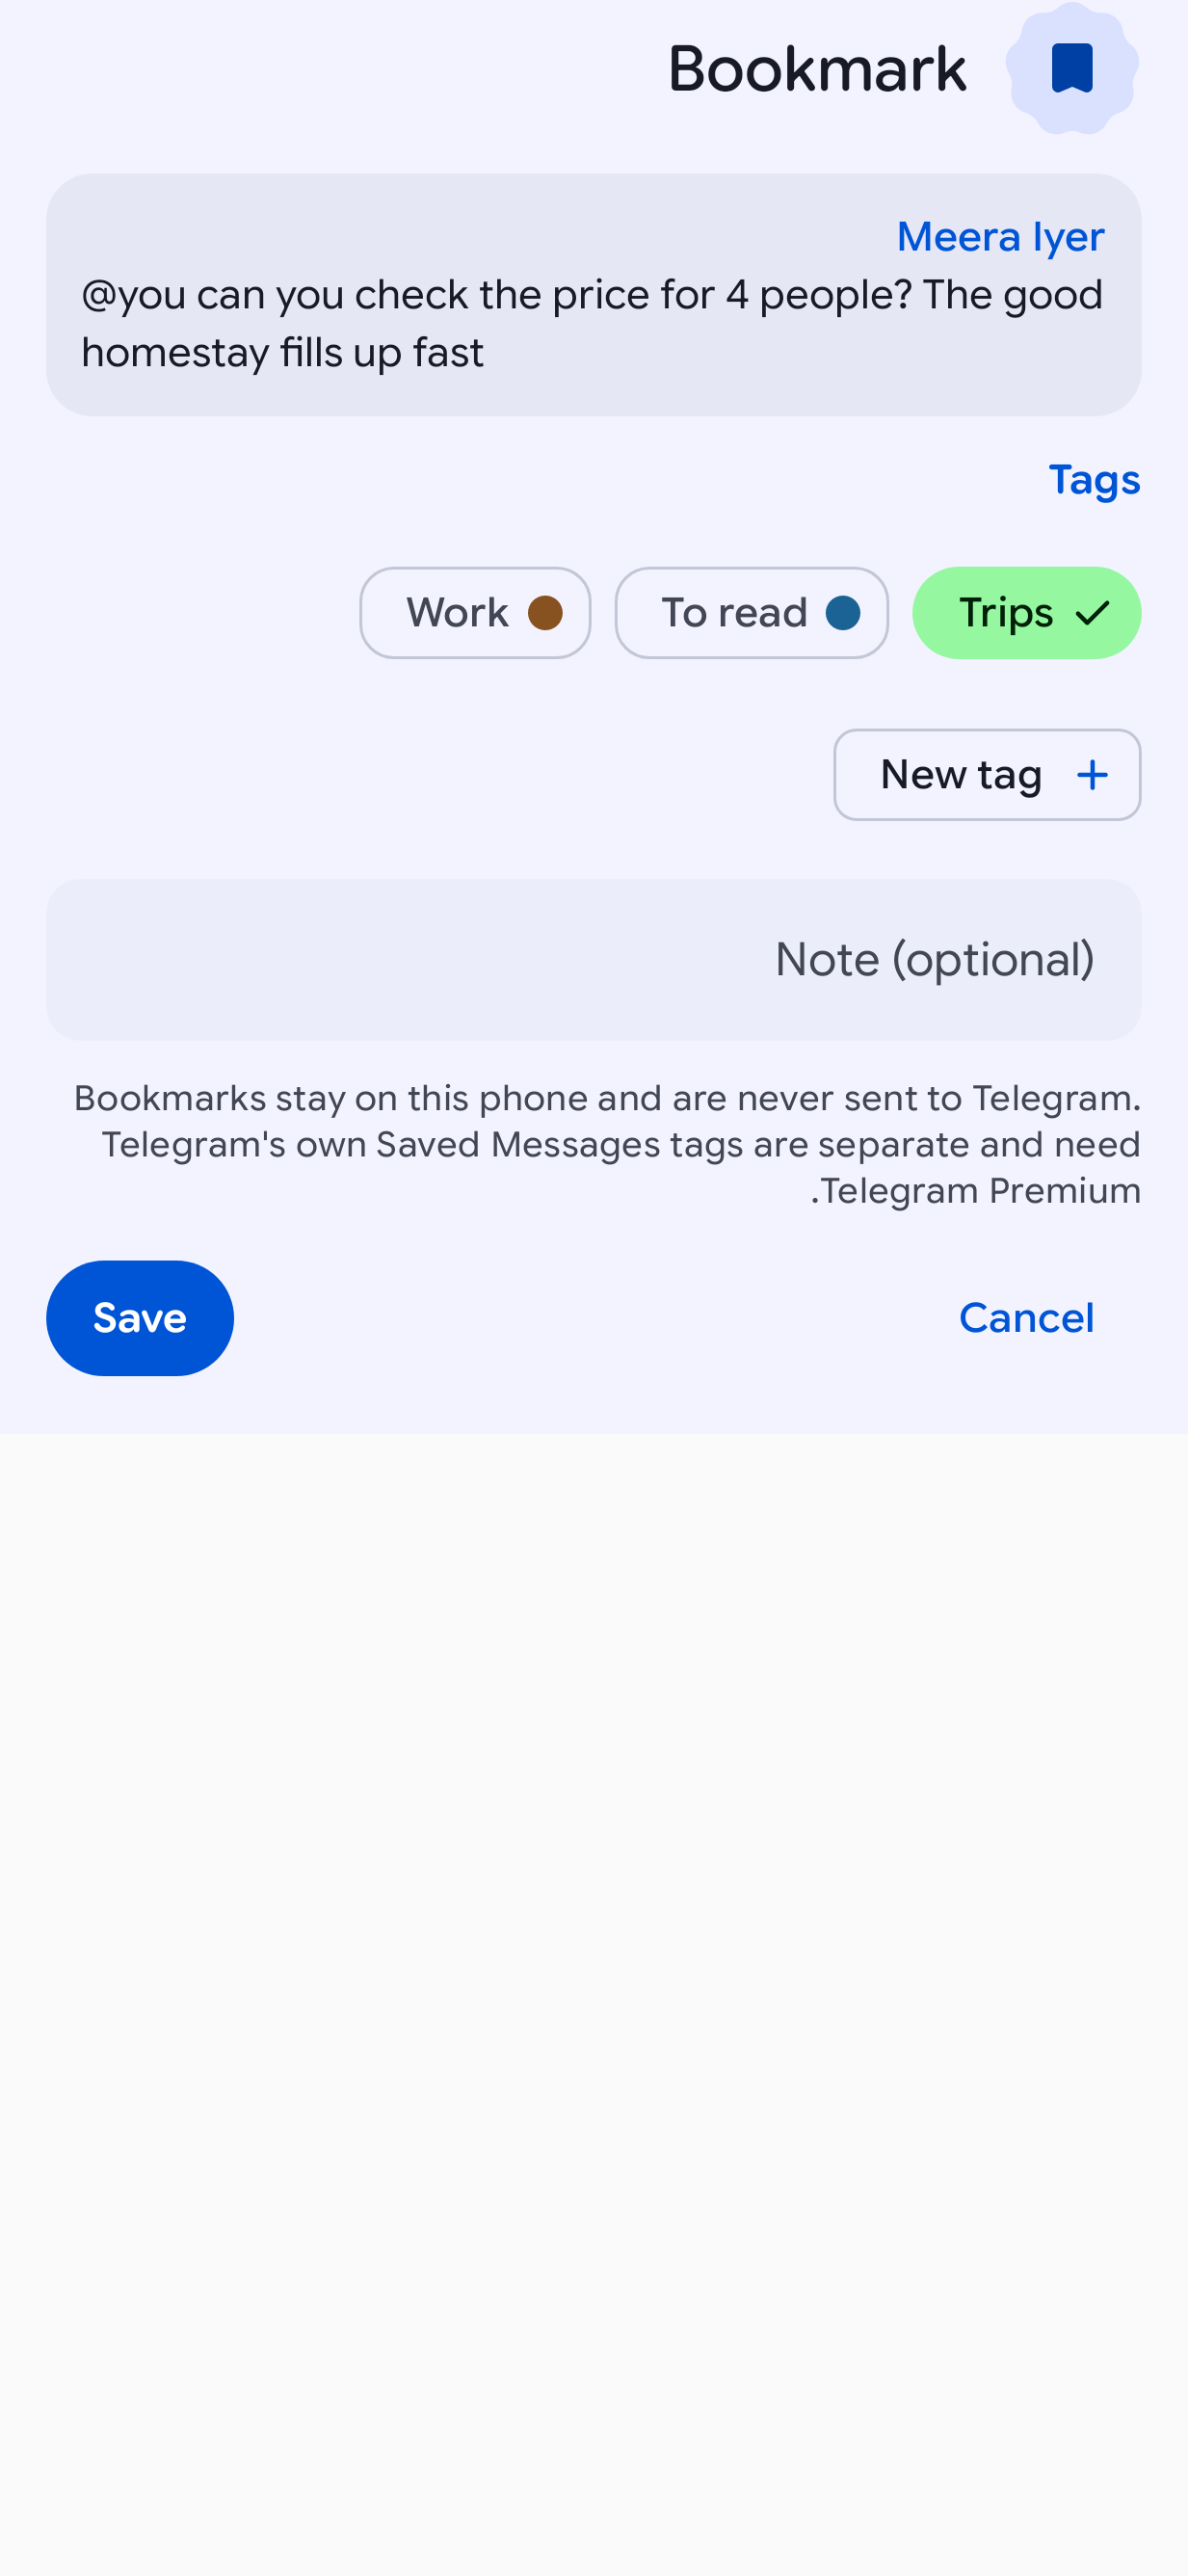 Bookmark
Meera Iyer
@you can you check the price for 4 people? The good
homestay fills up fast
Tags
Trips
To read
Work
New tag
Note (optional)
Bookmarks stay on this phone and are never sent to Telegram.
Telegram's own Saved Messages tags are separate and need
.Telegram Premium
Cancel
Save